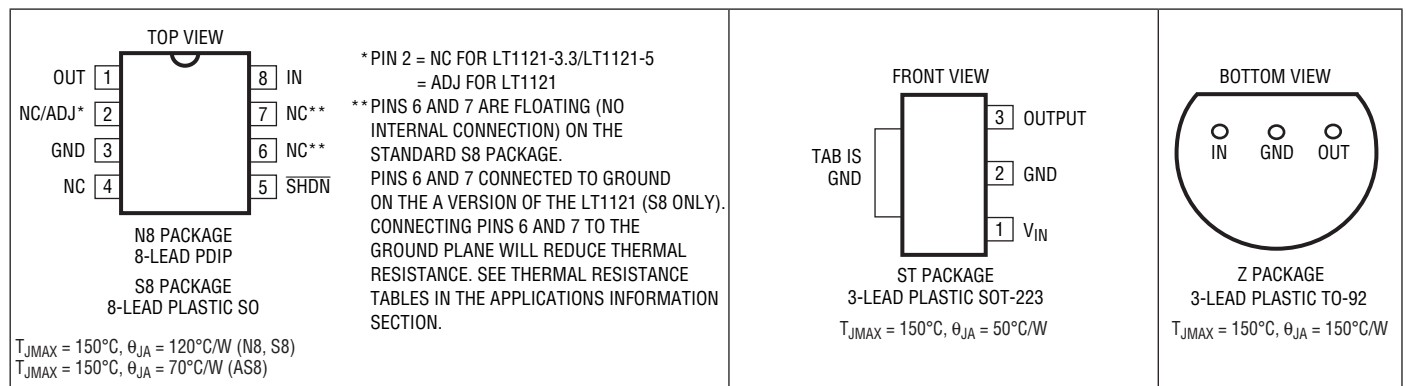 TOP VIEW
OUT 1
8 IN
NC/ADJ* 2
7 NC**
GND 3
6 NC**
NC 4
5 SHDN
N8 PACKAGE
8-LEAD PDIP
S8 PACKAGE
8-LEAD PLASTIC SO
TJMAX = 150°C, θJA = 120°C/W (N8, S8)
TJMAX = 150°C, θJA = 70°C/W (AS8)
*PIN 2 = NC FOR LT1121-3.3/LT1121-5
= ADJ FOR LT1121
**PINS 6 AND 7 ARE FLOATING (NO
INTERNAL CONNECTION) ON THE
STANDARD S8 PACKAGE.
PINS 6 AND 7 CONNECTED TO GROUND
ON THE A VERSION OF THE LT1121 (S8 ONLY).
CONNECTING PINS 6 AND 7 TO THE
GROUND PLANE WILL REDUCE THERMAL
RESISTANCE. SEE THERMAL RESISTANCE
TABLES IN THE APPLICATIONS INFORMATION
SECTION.
FRONT VIEW
3 OUTPUT
TAB IS
GND
2 GND
1 VIN
ST PACKAGE
3-LEAD PLASTIC SOT-223
TJMAX = 150°C, θJA = 50°C/W
BOTTOM VIEW
IN GND OUT
Z PACKAGE
3-LEAD PLASTIC TO-92
TJMAX = 150°C, θJA = 150°C/W